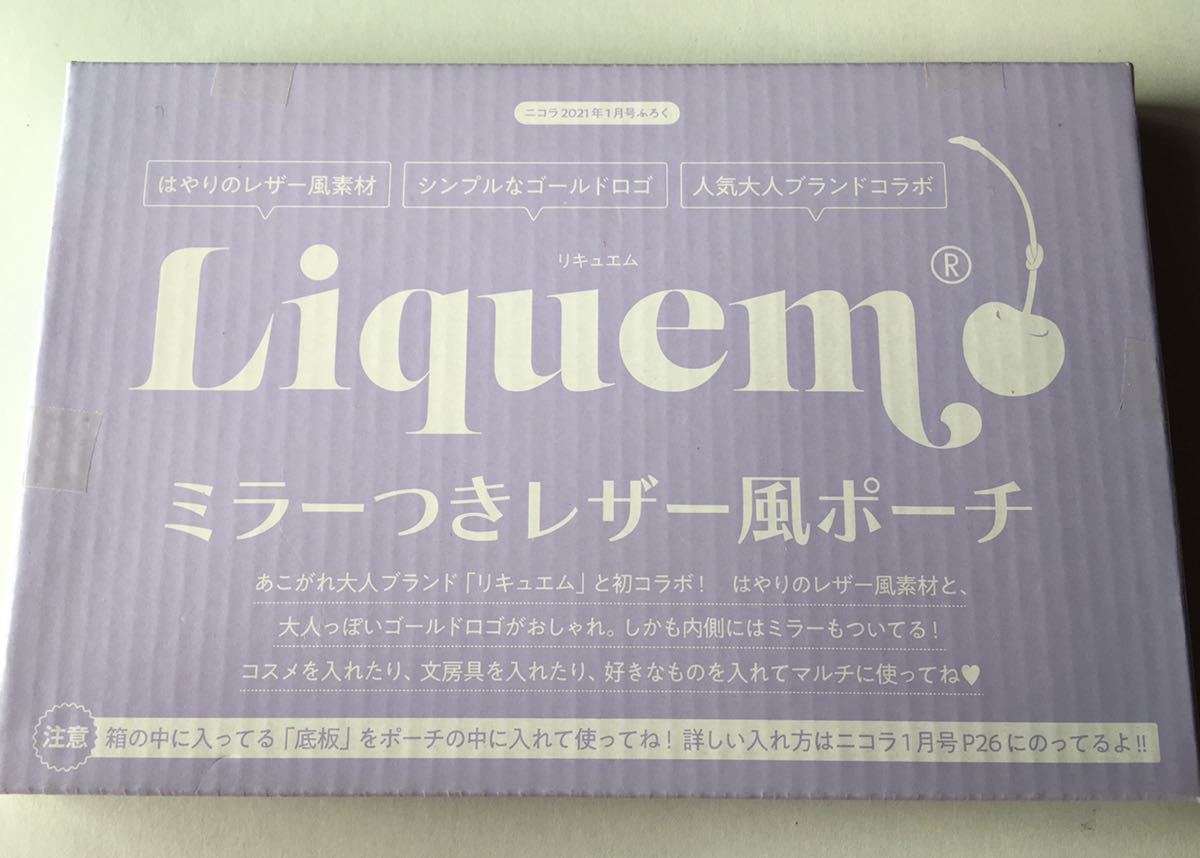 ニコラ2021年1月号ふろく
はやりのレザー風素材 シンプルなゴールドロゴ 人気大人ブランドコラボ
リキュエム
Liquem®
ミラーつきレザー風ポーチ
あこがれ大人ブランド「リキュエム」と初コラボ！ はやりのレザー風素材と、
大人っぽいゴールドロゴがおしゃれ。しかも内側にはミラーもついてる！
コスメを入れたり、文房具を入れたり、好きなものを入れてマルチに使ってね♥
注意 箱の中に入ってる「底板」をポーチの中に入れて使ってね！詳しい入れ方はニコラ1月号P26にのってるよ!!